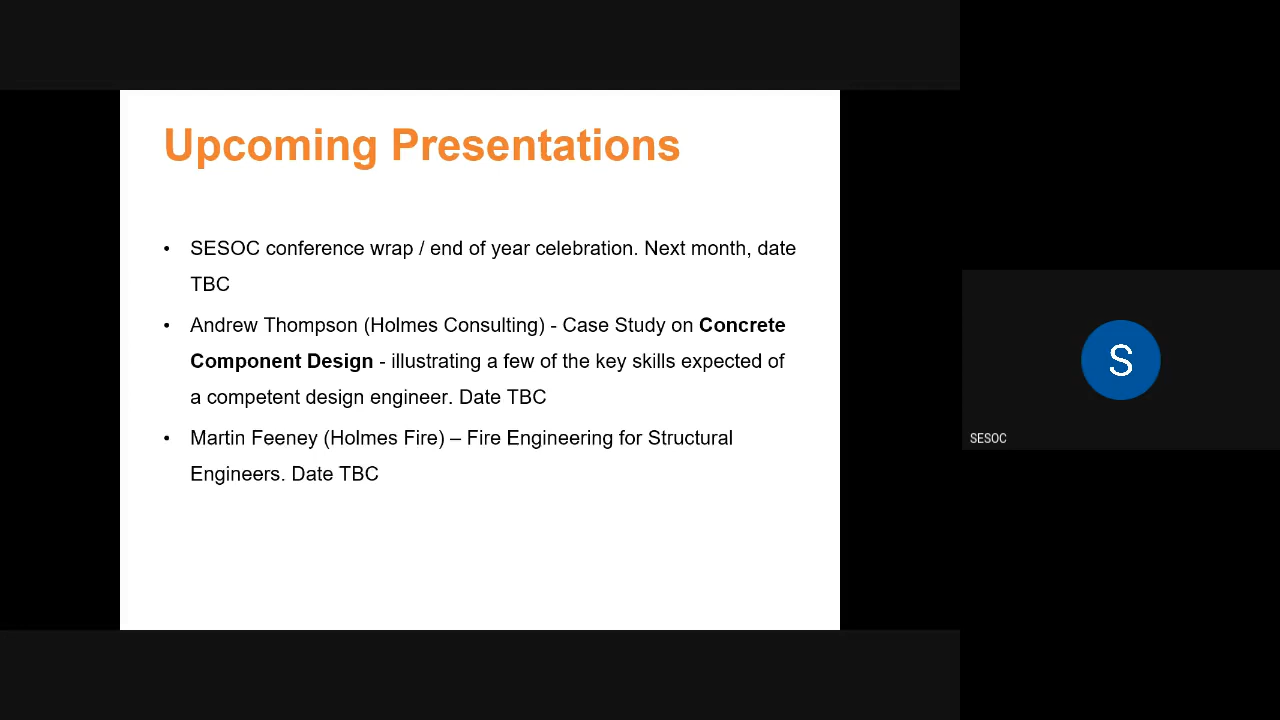 Upcoming Presentations
• SESOC conference wrap / end of year celebration. Next month, date
TBC
• Andrew Thompson (Holmes Consulting) - Case Study on Concrete
Component Design - illustrating a few of the key skills expected of
a competent design engineer. Date TBC
• Martin Feeney (Holmes Fire) – Fire Engineering for Structural
Engineers. Date TBC
S
SESOC